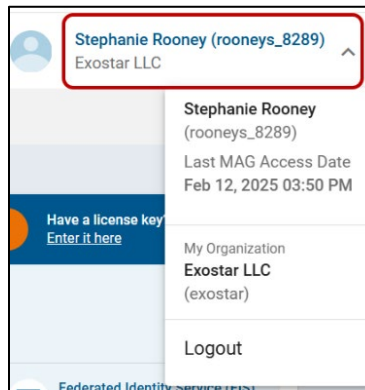 Stephanie Rooney (rooneys_8289)
Exostar LLC
Stephanie Rooney
(rooneys_8289)
Last MAG Access Date
Feb 12, 2025 03:50 PM
Have a license key
Enter it here
My Organization
Exostar LLC
(exostar)
Logout
Federated Identity Service (FIS)